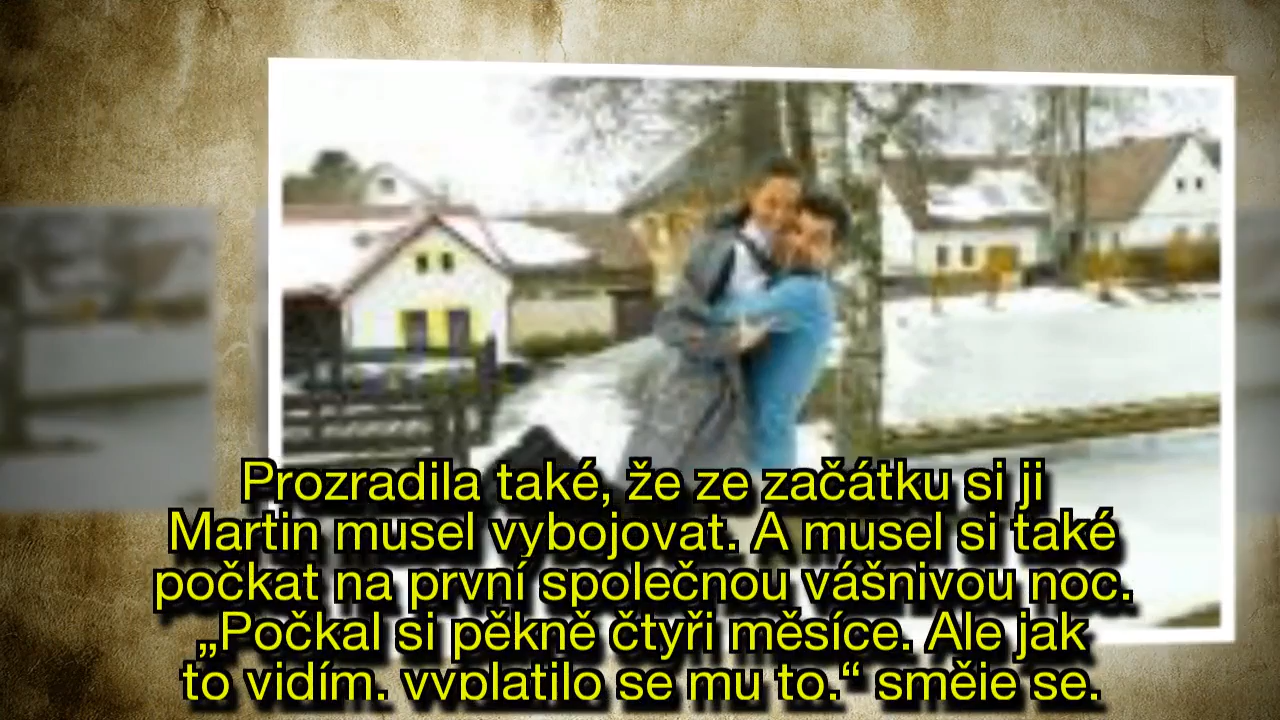 Prozradila také, že ze začátku si ji
Martin musel vybojovat. A musel si také
počkat na první společnou vášnivou noc.
„Počkal si pěkně čtyři měsíce. Ale jak
to vidím, vyplatilo se mu to,“ směje se.